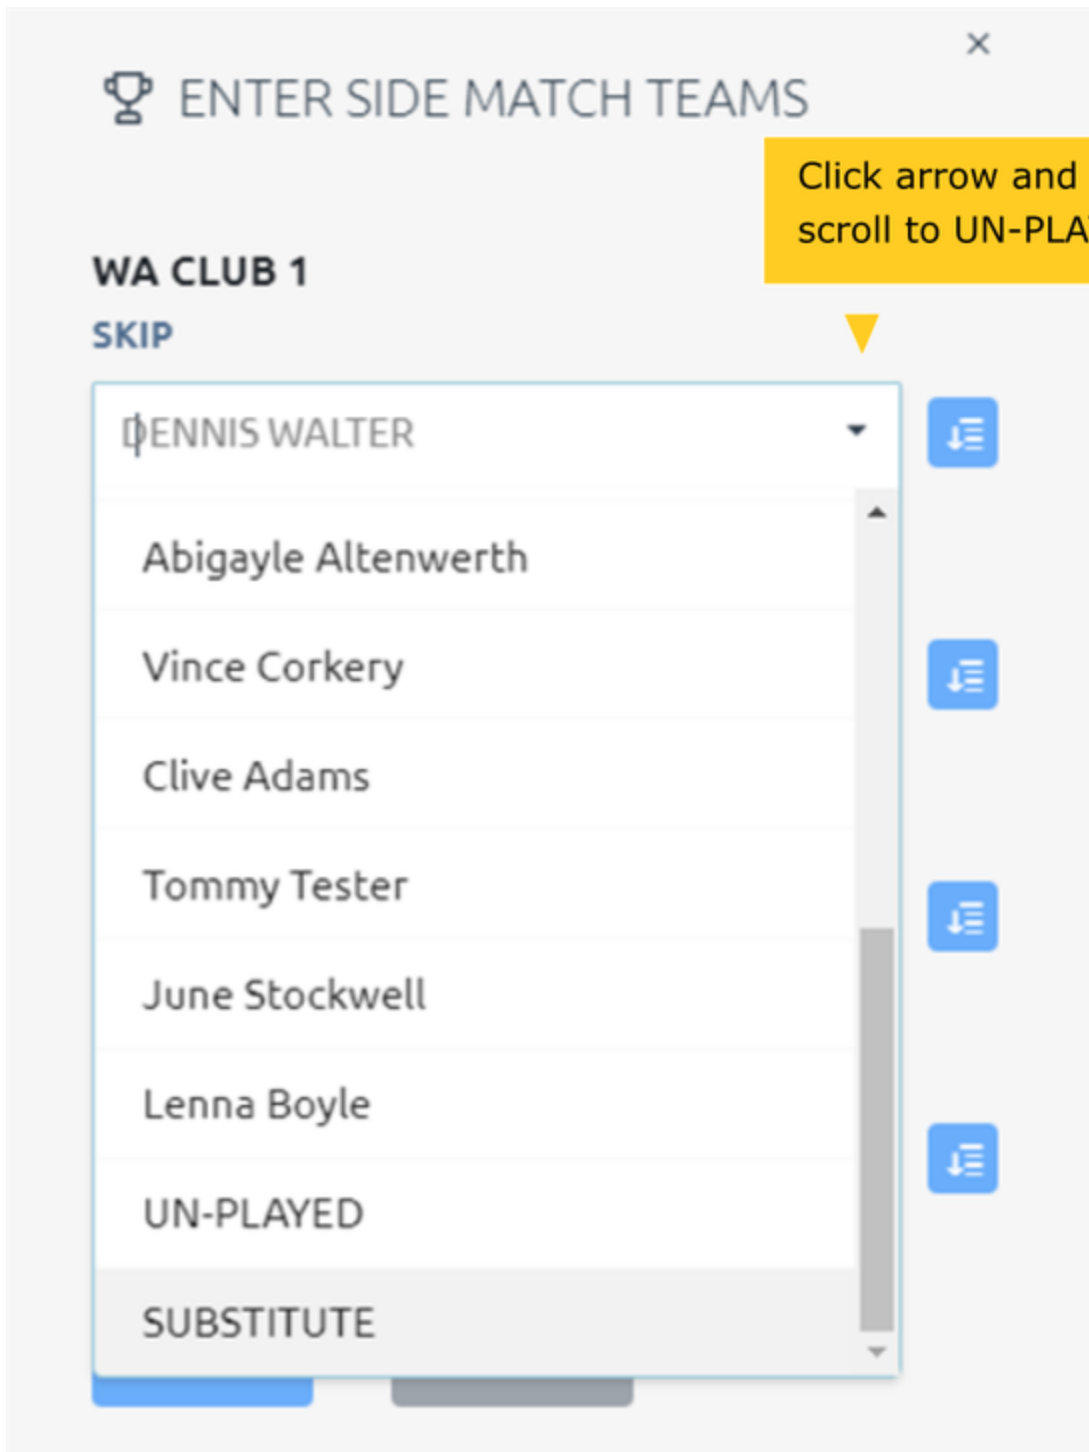 ×
ENTER SIDE MATCH TEAMS
Click arrow and
scroll to UN-PLA
WA CLUB 1
SKIP
DENNIS WALTER
Abigayle Altenwerth
Vince Corkery
Clive Adams
Tommy Tester
June Stockwell
Lenna Boyle
UN-PLAYED
SUBSTITUTE